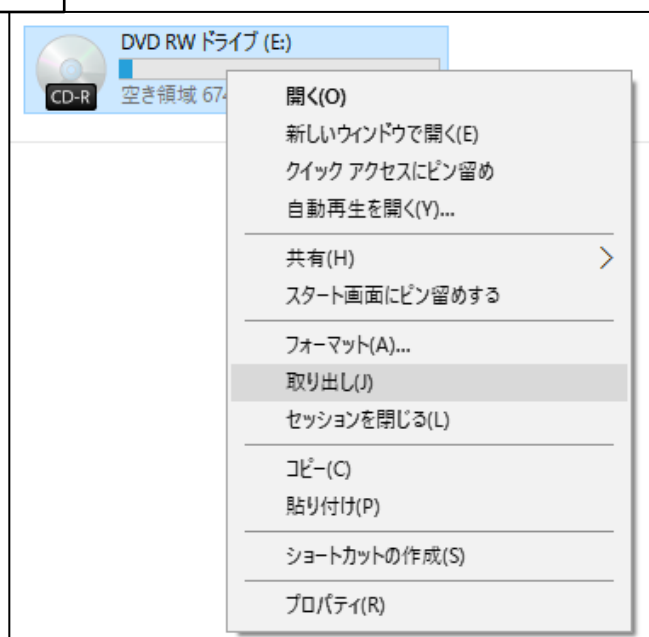 DVD RW ドライブ (E:)
CD-R
空き領域 674
開く(O)
新しいウィンドウで開く(E)
クイック アクセスにピン留め
自動再生を開く(Y)...
共有(H)
スタート画面にピン留めする
フォーマット(A)...
取り出し(J)
セッションを閉じる(L)
コピー(C)
貼り付け(P)
ショートカットの作成(S)
プロパティ(R)